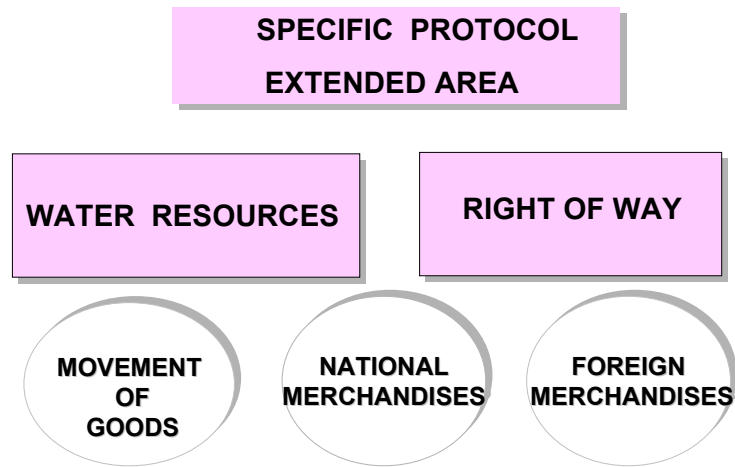 SPECIFIC PROTOCOL
EXTENDED AREA
WATER RESOURCES
RIGHT OF WAY
MOVEMENT
OF
GOODS
NATIONAL
MERCHANDISES
FOREIGN
MERCHANDISES